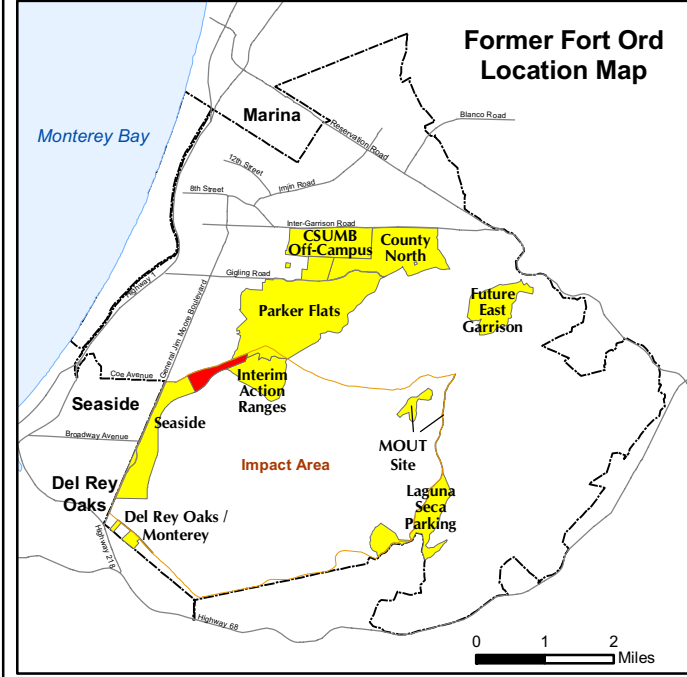 Former Fort Ord
Location Map
Monterey Bay
Marina
Blanco Road
Reservation Road
12th Street
Imjin Road
8th Street
Inter-Garrison Road
CSUMB
Off-Campus
County
North
Gigling Road
Highway 1
General Jim Moore Boulevard
Parker Flats
Future
East
Garrison
Coe Avenue
Interim
Action
Ranges
Seaside
Seaside
Broadway Avenue
MOUT
Site
Impact Area
Del Rey
Oaks
Laguna
Seca
Parking
Del Rey Oaks /
Monterey
Highway 218
Highway 68
0 1 2
Miles